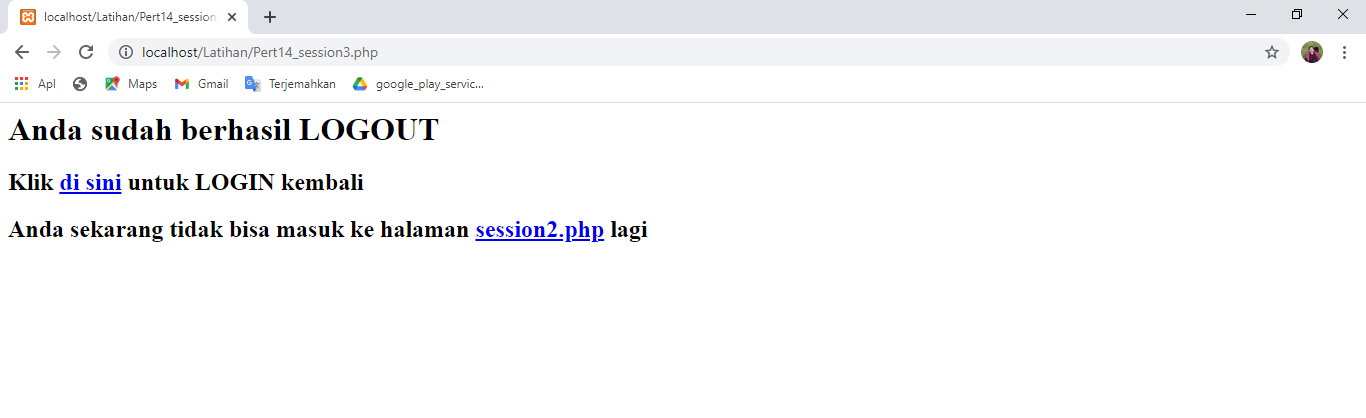 localhost/Latihan/Pert14_session
localhost/Latihan/Pert14_session3.php
Apl Maps Gmail Terjemahkan google_play_servic...
Anda sudah berhasil LOGOUT
Klik di sini untuk LOGIN kembali
Anda sekarang tidak bisa masuk ke halaman session2.php lagi